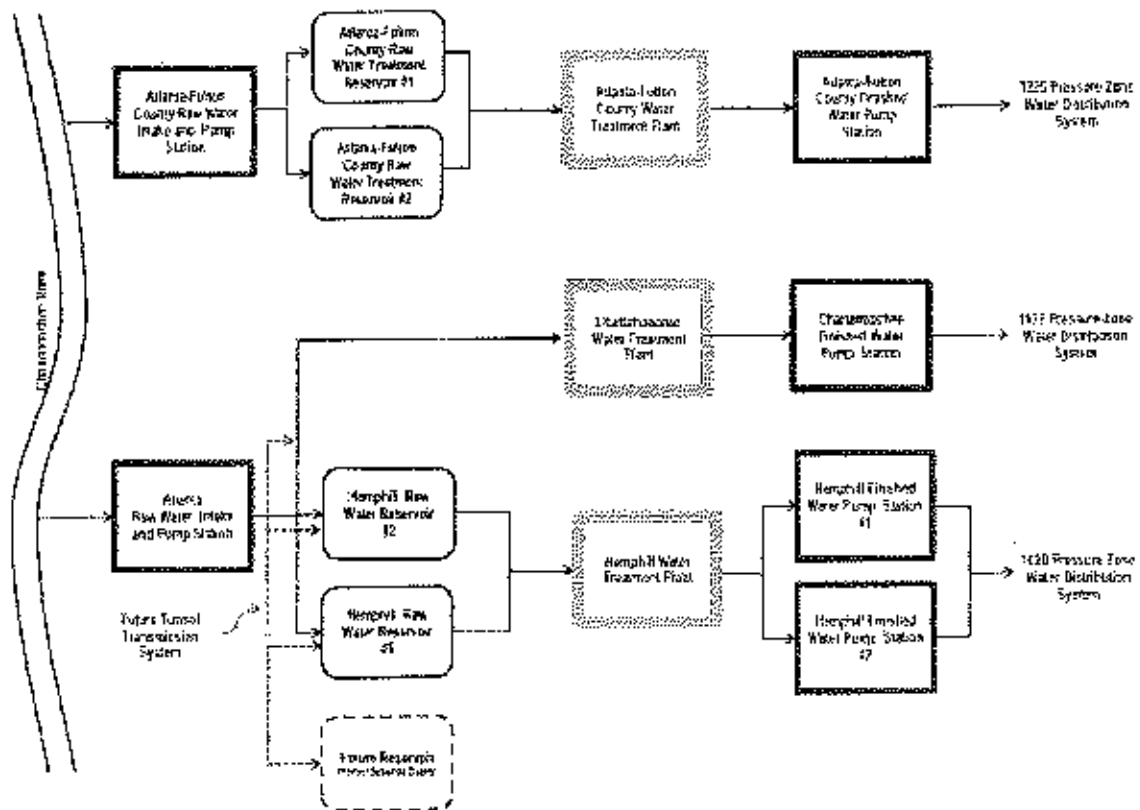 Atlanta-Fulton
County Raw
Water Treatment
Reservoir #1
Atlanta-Fulton
County Raw Water
Intake and Pump
Station
Atlanta-Fulton
County Raw
Water Treatment
Reservoir #2
Atlanta-Fulton
County Water
Treatment Plant
Atlanta-Fulton
County Finished
Water Pump
Station
1225 Pressure Zone
Water Distribution
System
Chattahoochee River
Chattahoochee
Water Treatment
Plant
Chattahoochee
Finished Water
Pump Station
Pressure Zone
Water Distribution
System
Atlanta
Raw Water Intake
and Pump Station
Hemphill Raw
Water Reservoir
#2
Hemphill Raw
Water Reservoir
Hemphill Water
Treatment Plant
Hemphill Finished
Water Pump Station
#1
Hemphill Finished
Water Pump Station
#2
Pressure Zone
Water Distribution
System
Future Tunnel
Transmission
System
Future Reservoir